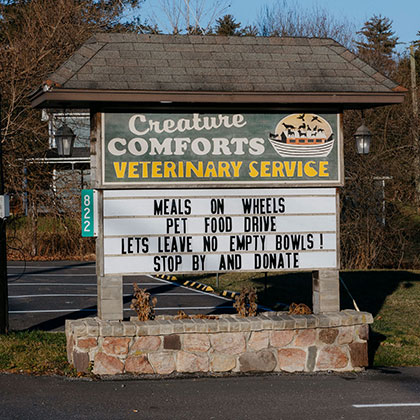 Creature
COMFORTS
VETERINARY SERVICE
822
MEALS ON WHEELS
PET FOOD DRIVE
LETS LEAVE NO EMPTY BOWLS!
STOP BY AND DONATE